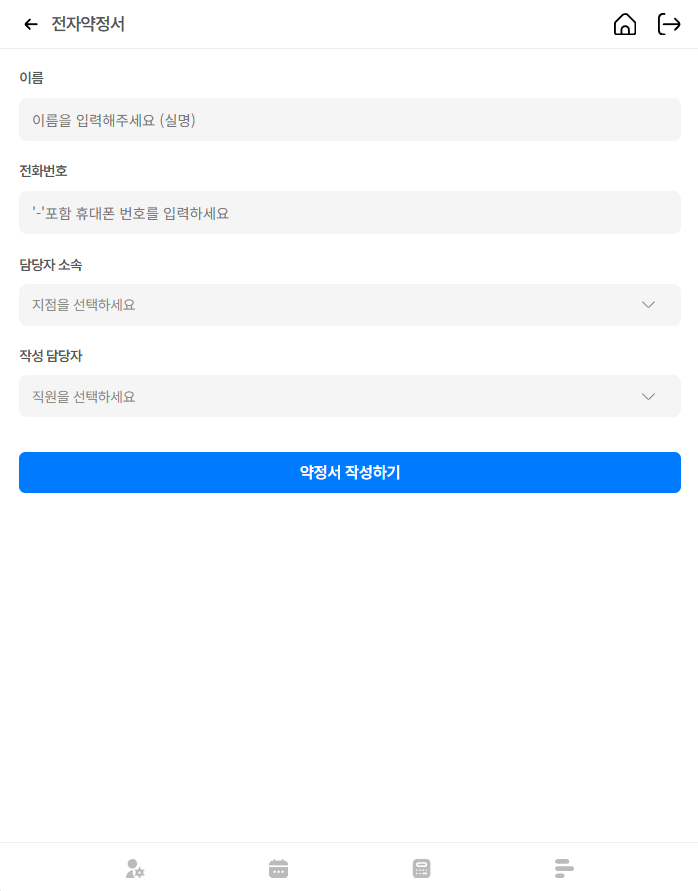 전자약정서
이름
이름을 입력해주세요 (실명)
전화번호
'-'포함 휴대폰 번호를 입력하세요
담당자 소속
지점을 선택하세요
작성 담당자
직원을 선택하세요
약정서 작성하기